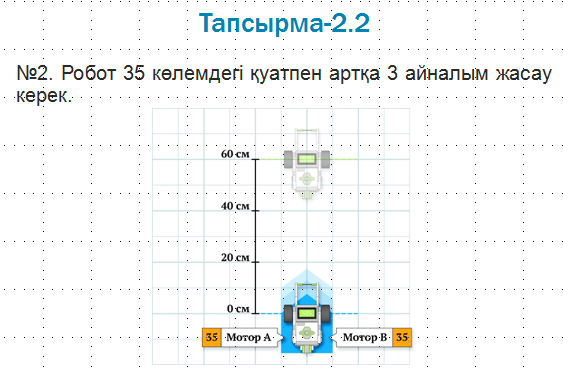 Тапсырма-2.2
№2. Робот 35 көлемдегі қуатпен артқа 3 айналым жасау
керек.
60 см
40 см
20 см
0 см
35 Мотор А Мотор В 35